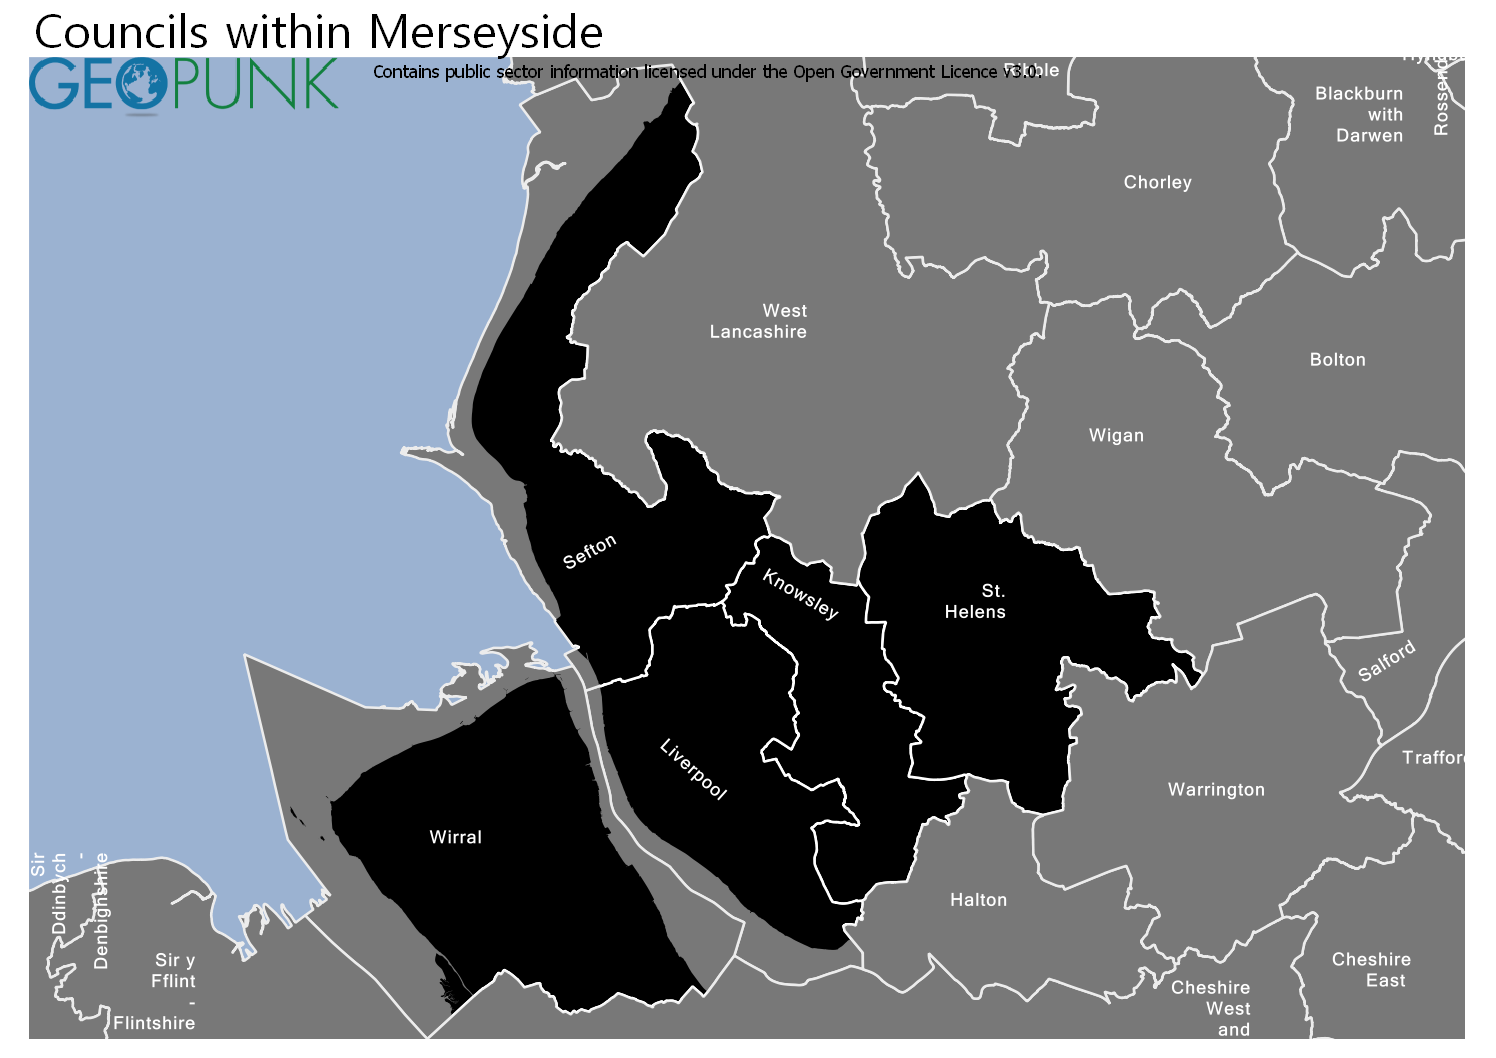 Councils within Merseyside
GEOPUNK
Contains public sector information licensed under the Open Government Licence v3.0.
Ribble
Blackburn
with
Darwen
Chorley
West
Lancashire
Bolton
Wigan
Sefton
Knowsley
St.
Helens
Salford
Liverpool
Trafford
Warrington
Wirral
Halton
Sir
Ddinbych
-
Denbighshire
Sir y
Fflint
-
Flintshire
Cheshire
East
Cheshire
West
and